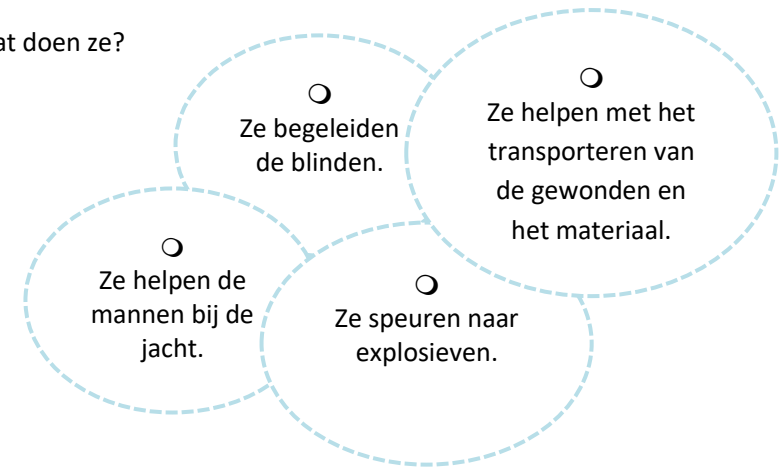 at doen ze?
❍
Ze begeleiden
de blinden.
❍
Ze helpen met het
transporteren van
de gewonden en
het materiaal.
❍
Ze helpen de
mannen bij de
jacht.
❍
Ze speuren naar
explosieven.